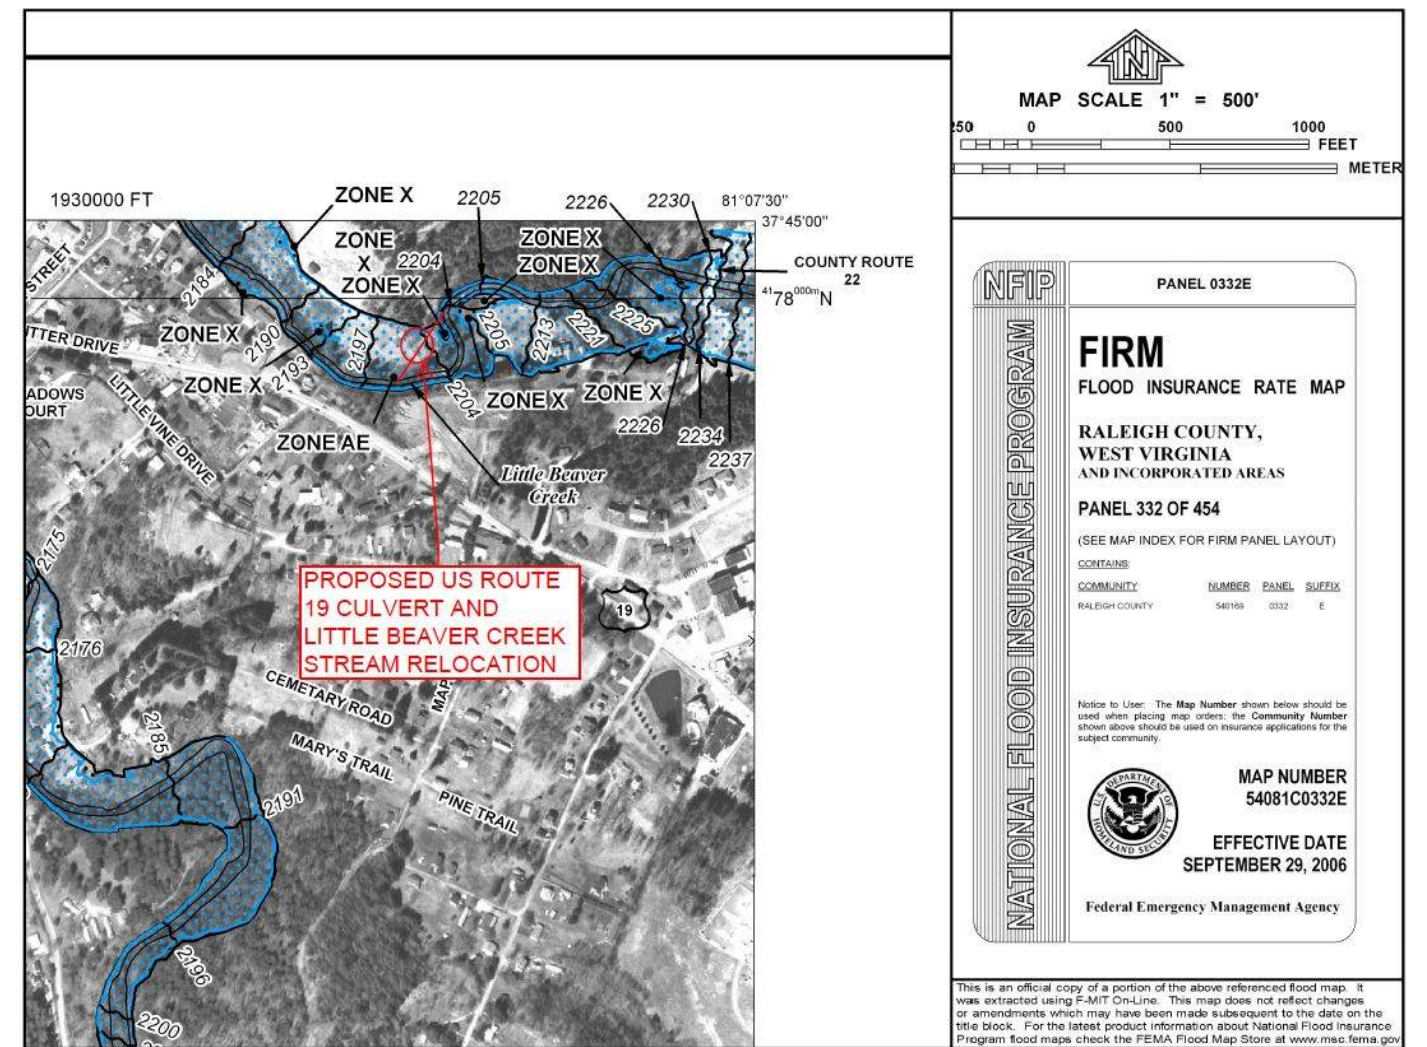 MAP SCALE 1" = 500'
250 0 500 1000
FEET
METER
1930000 FT
ZONE X
2205
2226
2230
81°07'30"
37°45'00"
ZONE
X
2204
ZONE X
ZONE X
ZONE X
COUNTY ROUTE
22
4178000mN
STREET
2184
ZONE X
2190
2193
2197
2205
2213
2221
2225
ITTER DRIVE
ZONE X
ZONE AE
2204
ZONE X
ZONE X
2226
2234
2237
ADOWS
OURT
LITTLE VINE DRIVE
Little Beaver
Creek
2175
2176
PROPOSED US ROUTE
19 CULVERT AND
LITTLE BEAVER CREEK
STREAM RELOCATION
19
CEMETARY ROAD
MAP
MARY'S TRAIL
PINE TRAIL
2185
2191
2196
2200
NFIP
PANEL 0332E
NATIONAL FLOOD INSURANCE PROGRAM
FIRM
FLOOD INSURANCE RATE MAP
RALEIGH COUNTY,
WEST VIRGINIA
AND INCORPORATED AREAS
PANEL 332 OF 454
(SEE MAP INDEX FOR FIRM PANEL LAYOUT)
CONTAINS:
COMMUNITY NUMBER PANEL SUFFIX
RALEIGH COUNTY 540169 0332 E
Notice to User: The Map Number shown below should be
used when placing map orders; the Community Number
shown above should be used on insurance applications for the
subject community.
U.S. DEPARTMENT OF HOMELAND SECURITY
MAP NUMBER
54081C0332E
EFFECTIVE DATE
SEPTEMBER 29, 2006
Federal Emergency Management Agency
This is an official copy of a portion of the above referenced flood map. It
was extracted using F-MIT On-Line. This map does not reflect changes
or amendments which may have been made subsequent to the date on the
title block. For the latest product information about National Flood Insurance
Program flood maps check the FEMA Flood Map Store at www.msc.fema.gov